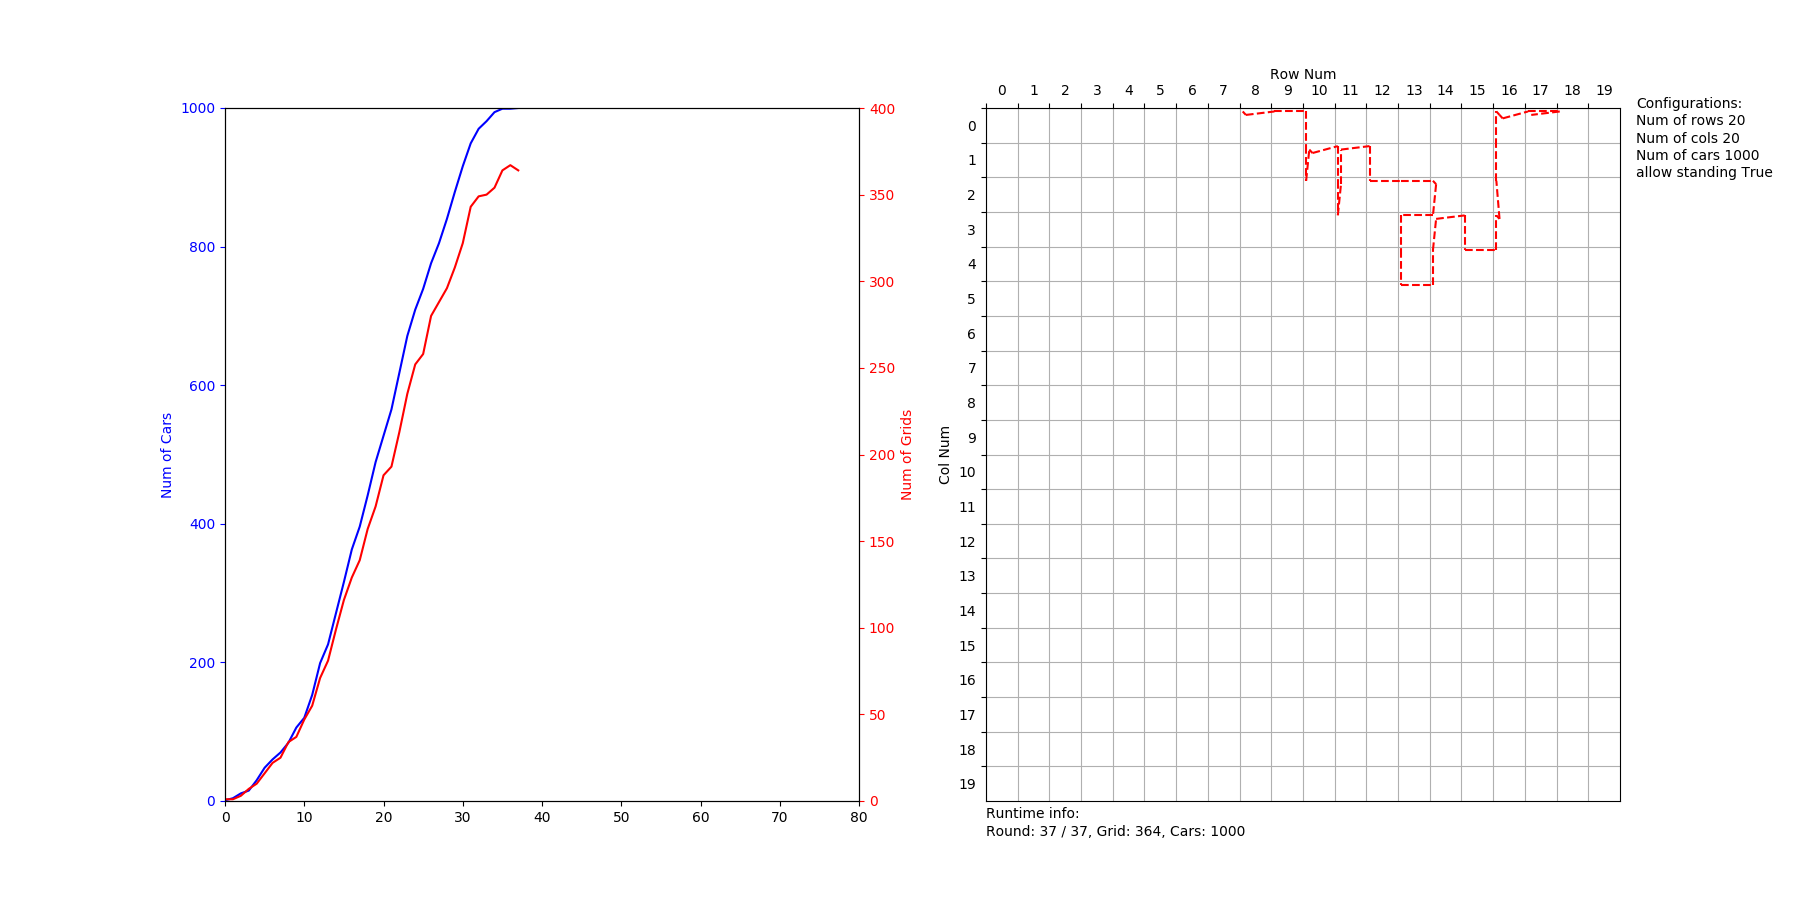 1000
800
600
400
200
0
Num of Cars
0 10 20 30 40 50 60 70 80
400
350
300
250
200
150
100
50
0
Num of Grids
Row Num
0 1 2 3 4 5 6 7 8 9 10 11 12 13 14 15 16 17 18 19
Col Num
0
1
2
3
4
5
6
7
8
9
10
11
12
13
14
15
16
17
18
19
Configurations:
Num of rows 20
Num of cols 20
Num of cars 1000
allow standing True
Runtime info:
Round: 37 / 37, Grid: 364, Cars: 1000